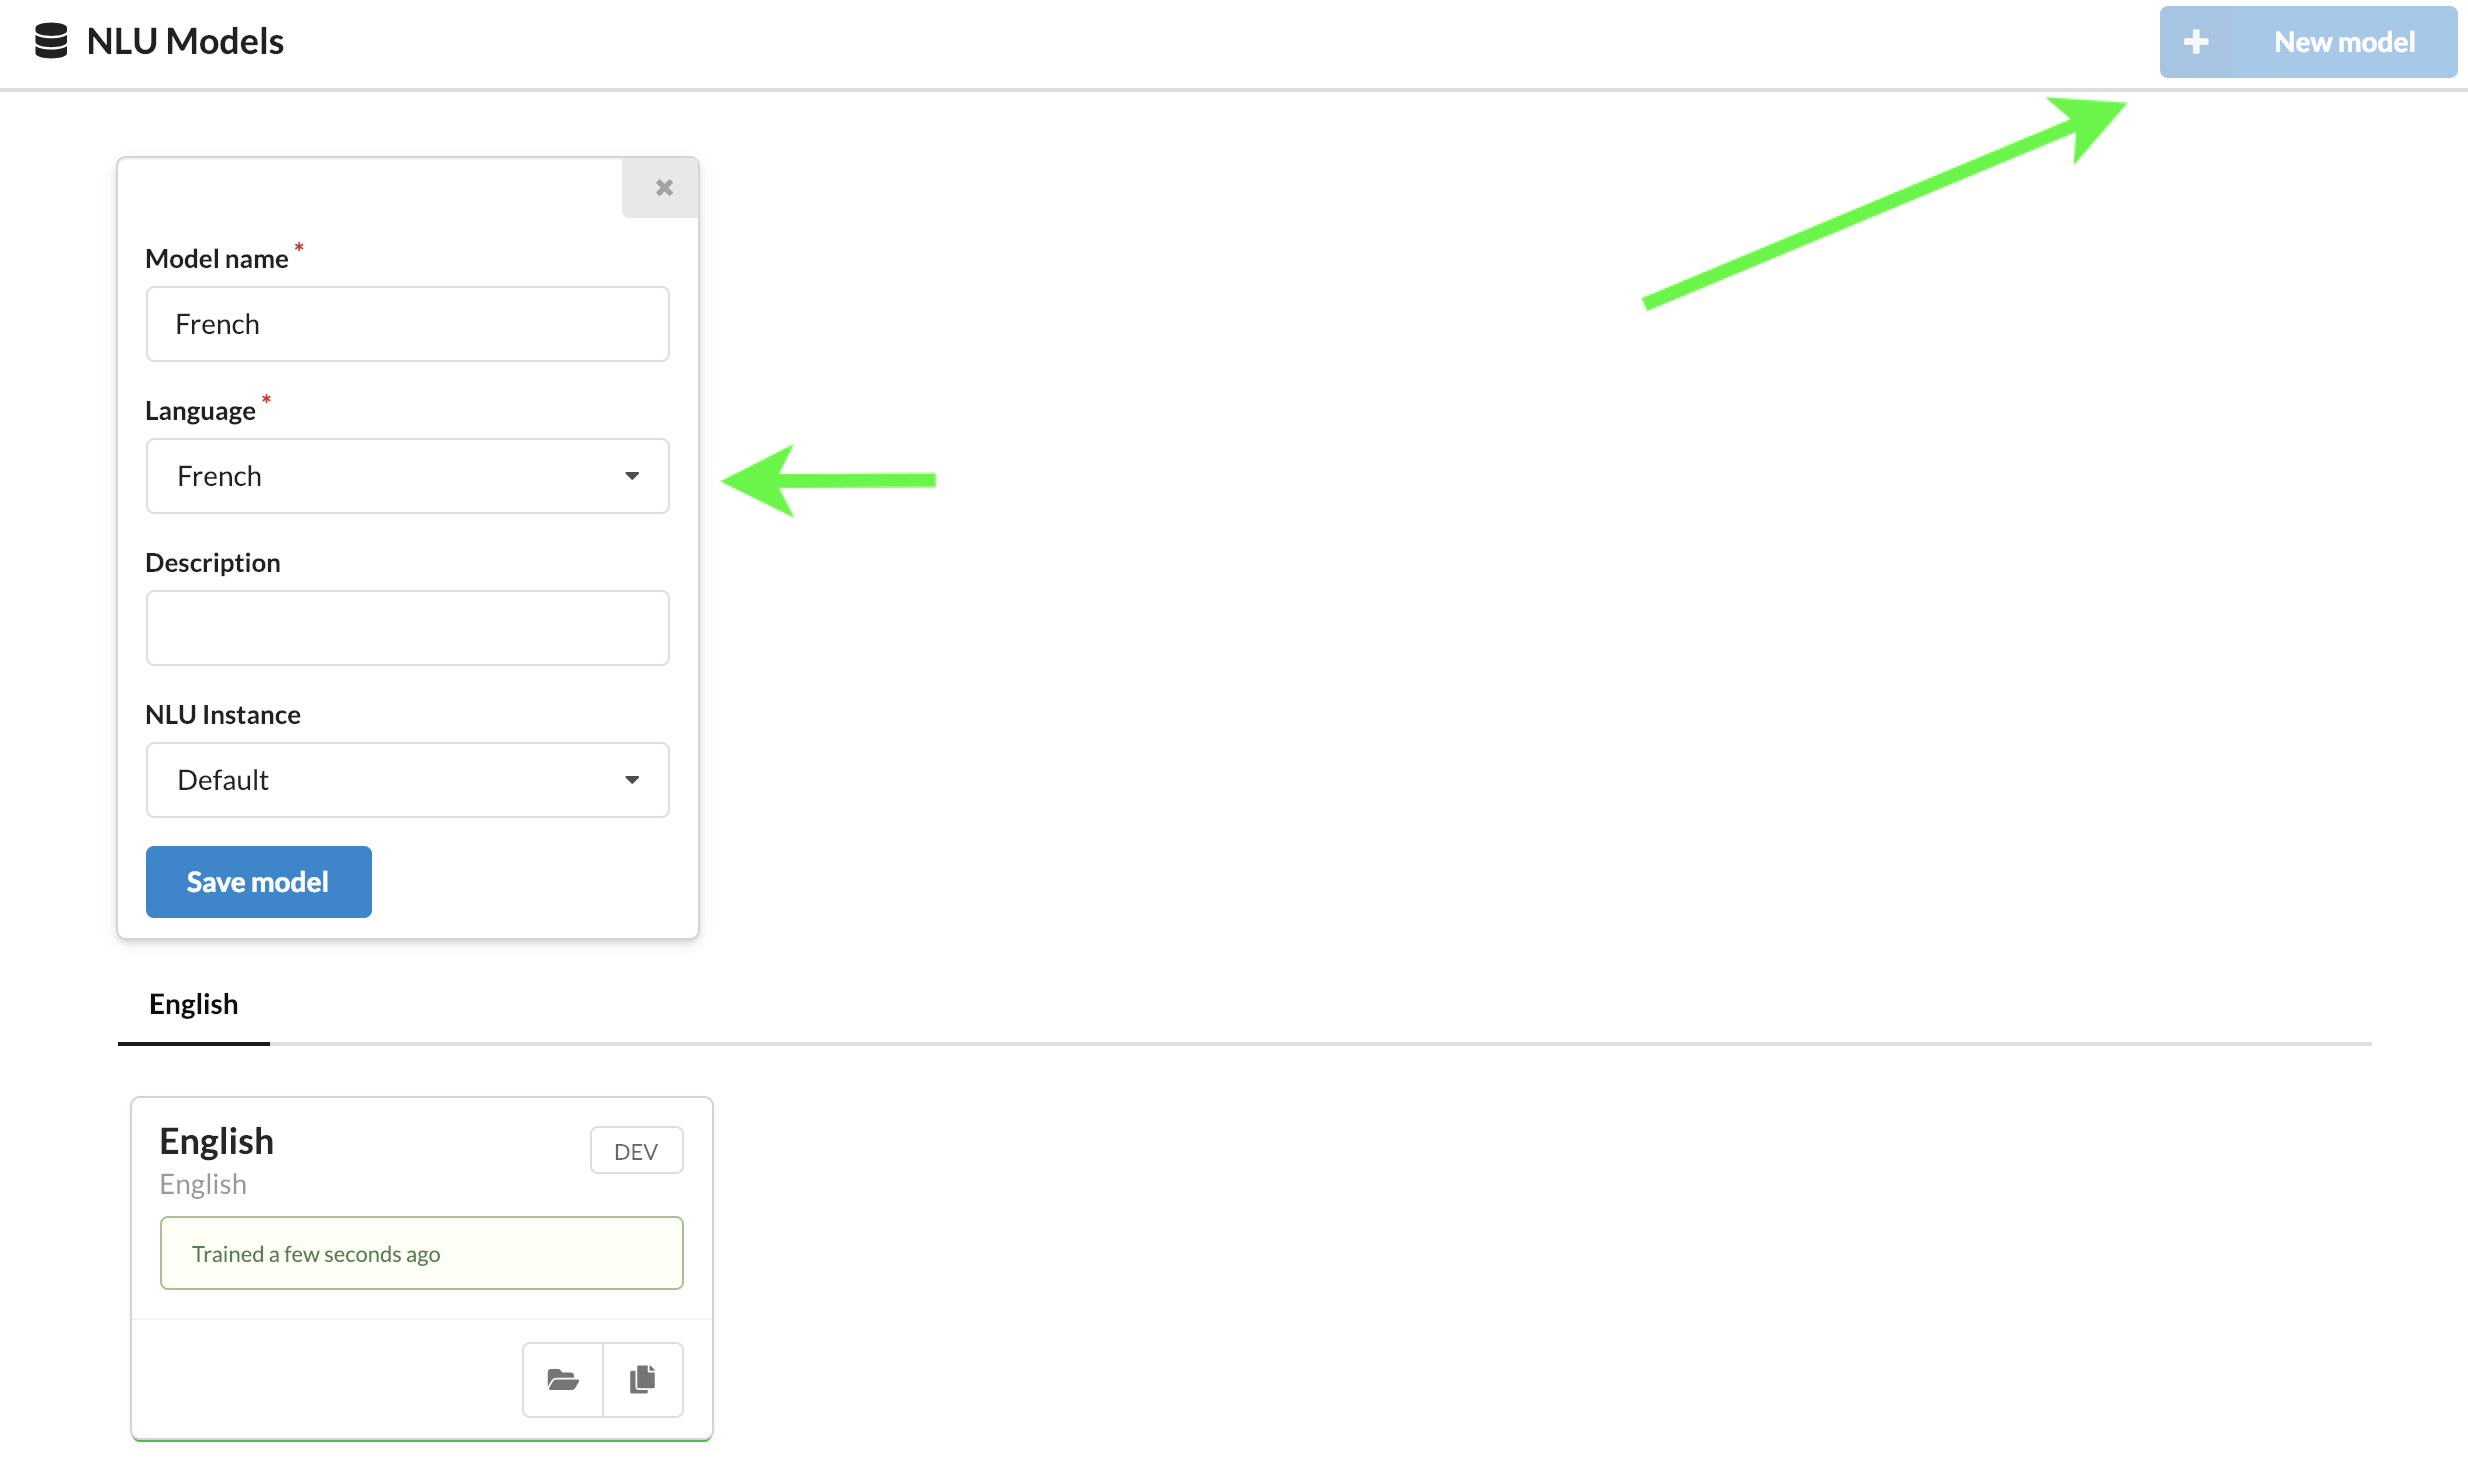 NLU Models
New model
Model name *
French
Language *
French
Description
NLU Instance
Default
Save model
English
English
DEV
English
Trained a few seconds ago